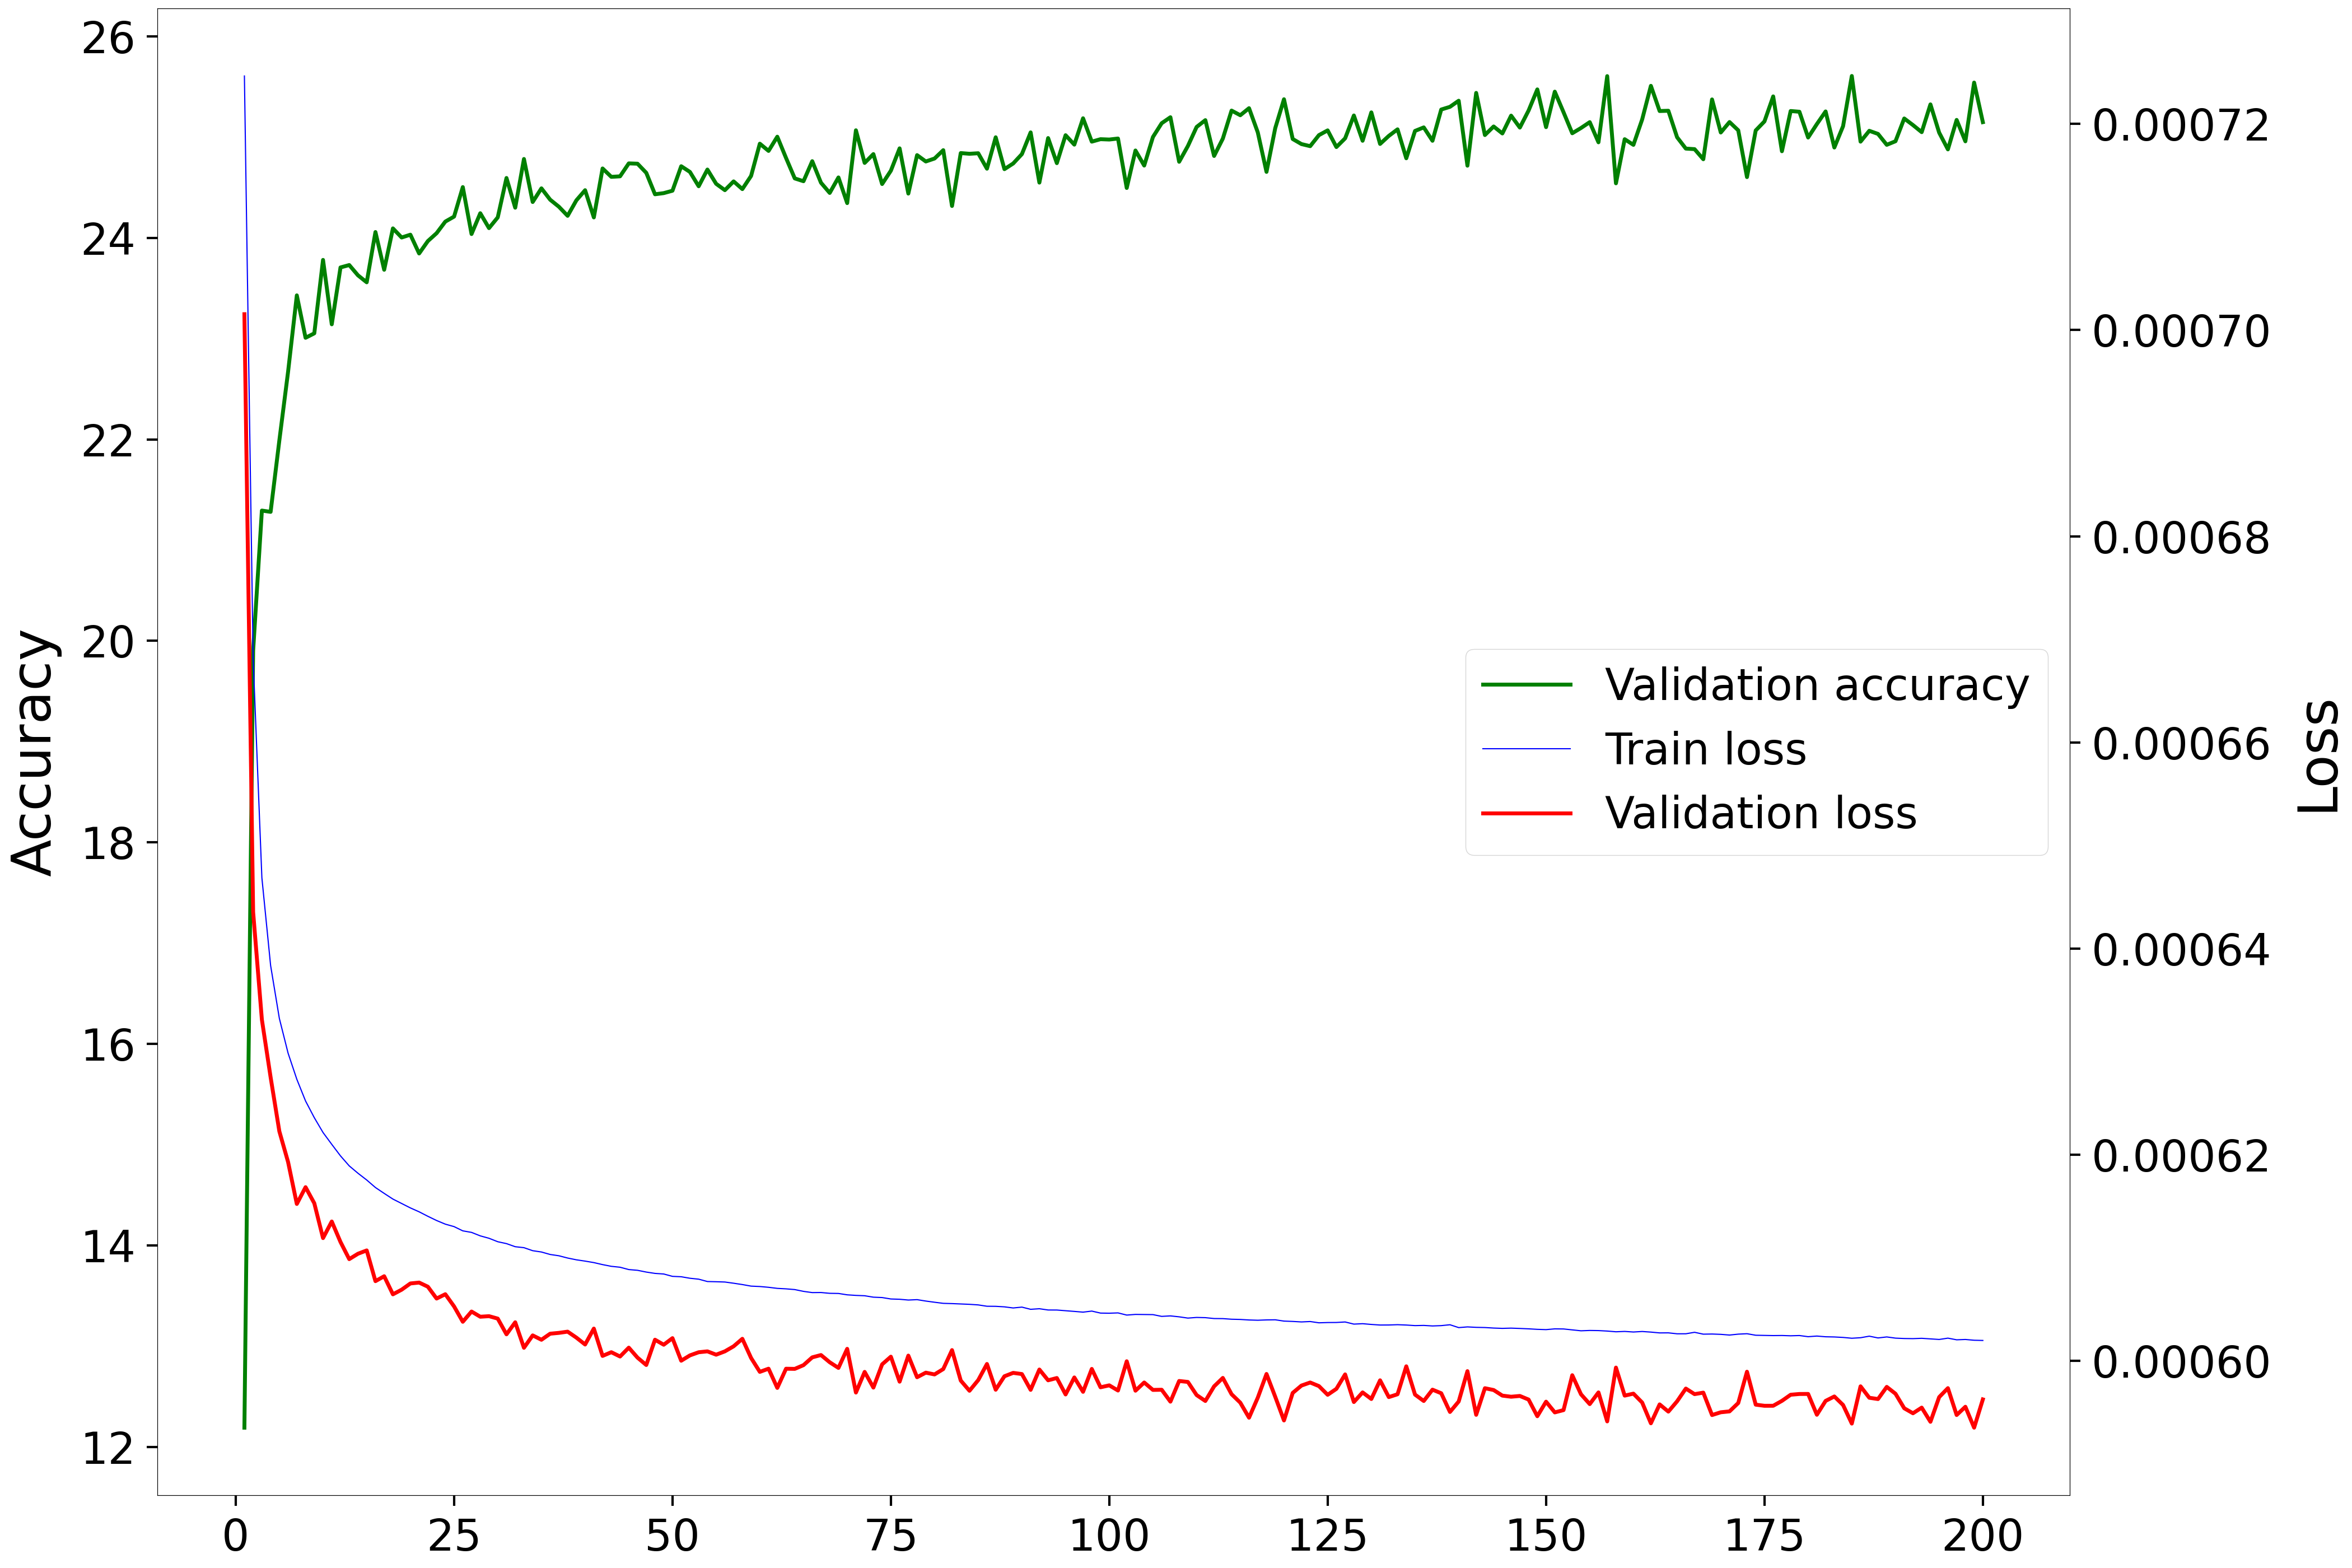 26
24
22
20
18
16
14
12
Accuracy
0.00072
0.00070
0.00068
0.00066
0.00064
0.00062
0.00060
Loss
Validation accuracy
Train loss
Validation loss
0 25 50 75 100 125 150 175 200